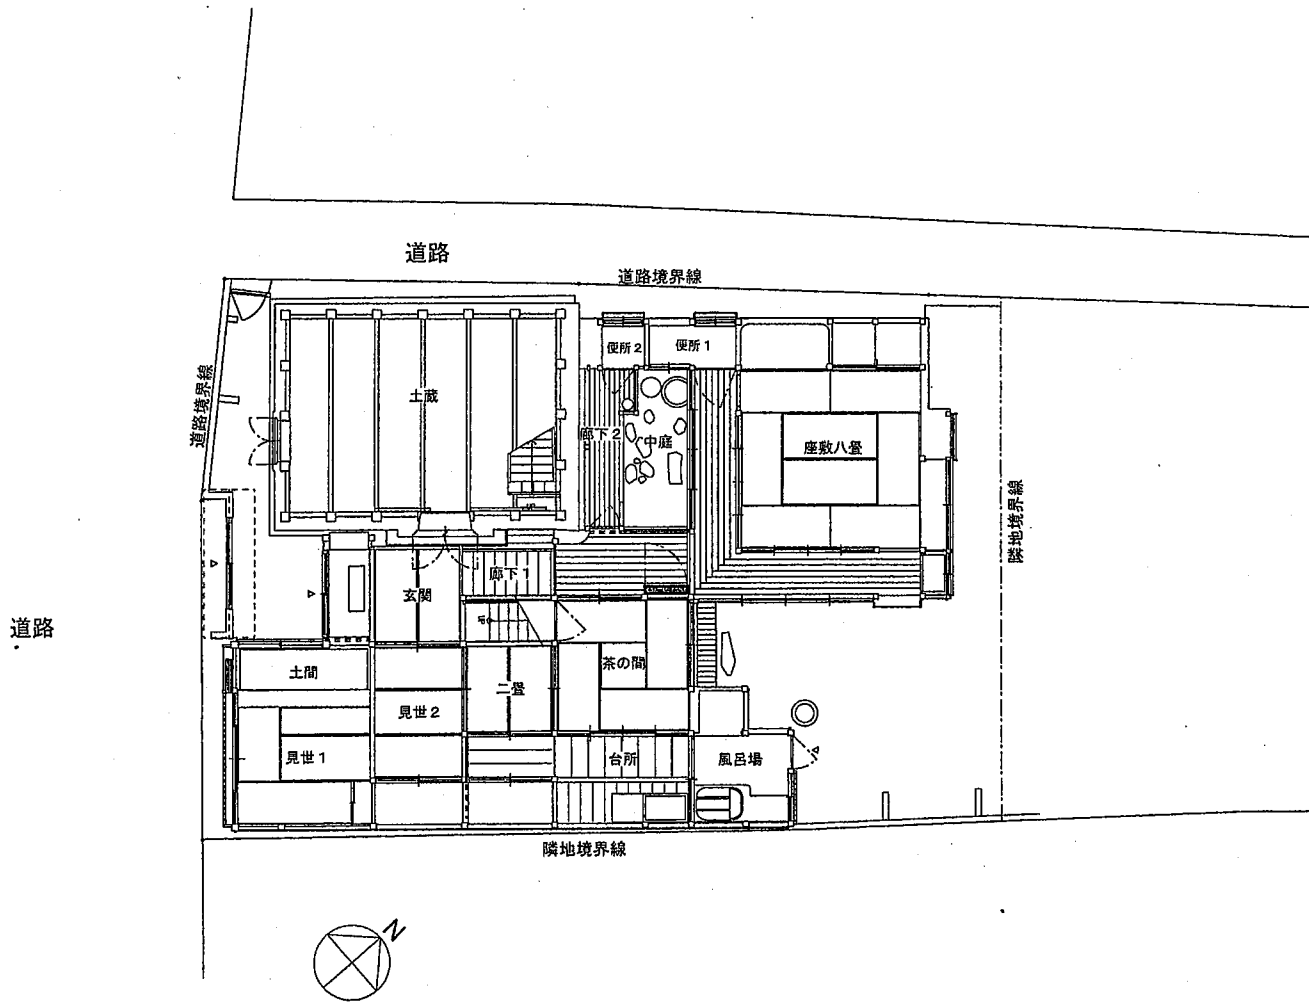 道路
道路境界線
便所2
便所1
道路境界線
土蔵
廊下2
中庭
座敷八畳
隣地境界線
廊下1
玄関
道路
土間
二畳
茶の間
見世2
見世1
台所
風呂場
隣地境界線
N